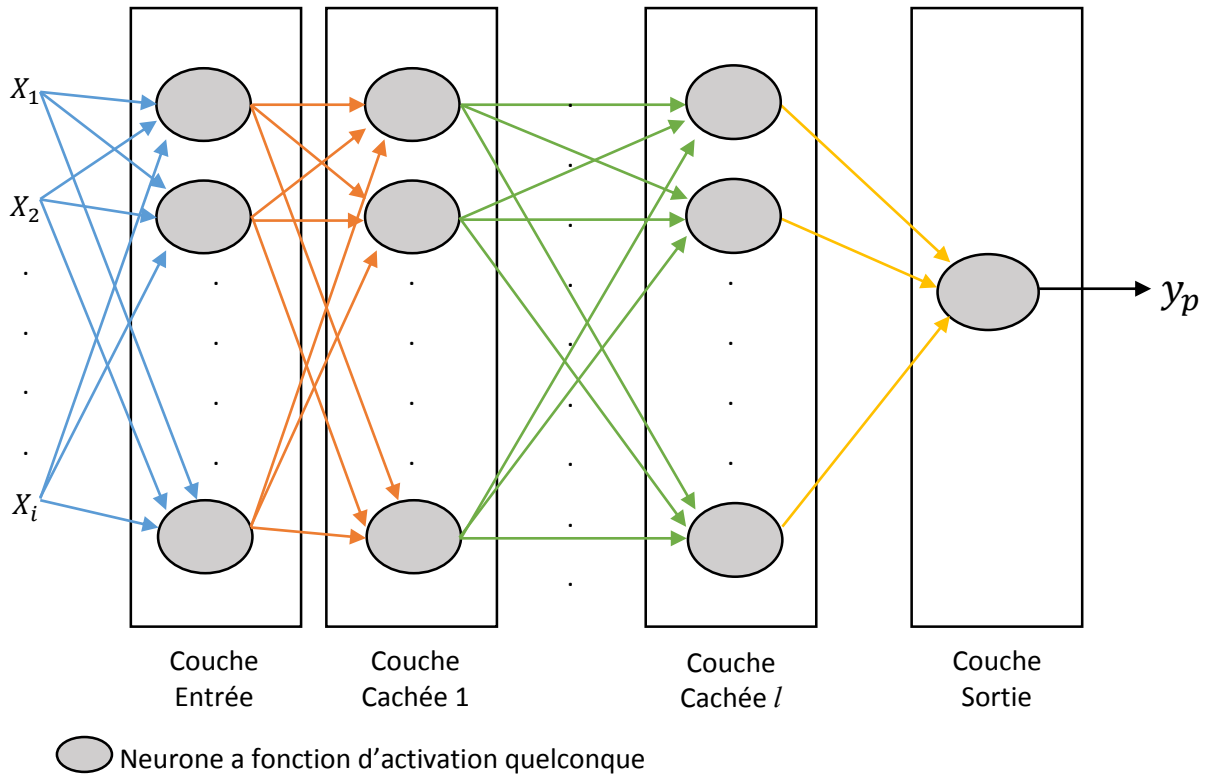 X₁
X₂
Xᵢ
yₚ
Couche
Entrée
Couche
Cachée 1
Couche
Cachée l
Couche
Sortie
Neurone a fonction d'activation quelconque